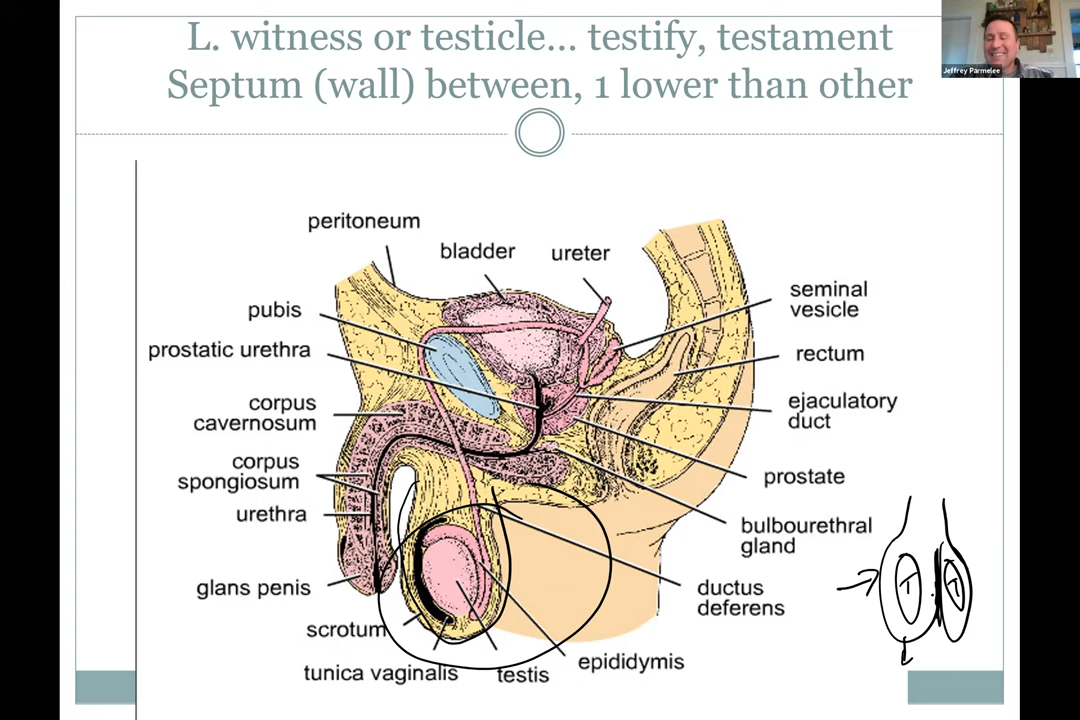 L. witness or testicle... testify, testament
Septum (wall) between, 1 lower than other
Jeffrey Parmelee
peritoneum
bladder
ureter
seminal
vesicle
pubis
prostatic urethra
rectum
corpus
cavernosum
ejaculatory
duct
corpus
spongiosum
prostate
urethra
bulbourethral
gland
glans penis
ductus
deferens
scrotum
tunica vaginalis
testis
epididymis
T
T
L